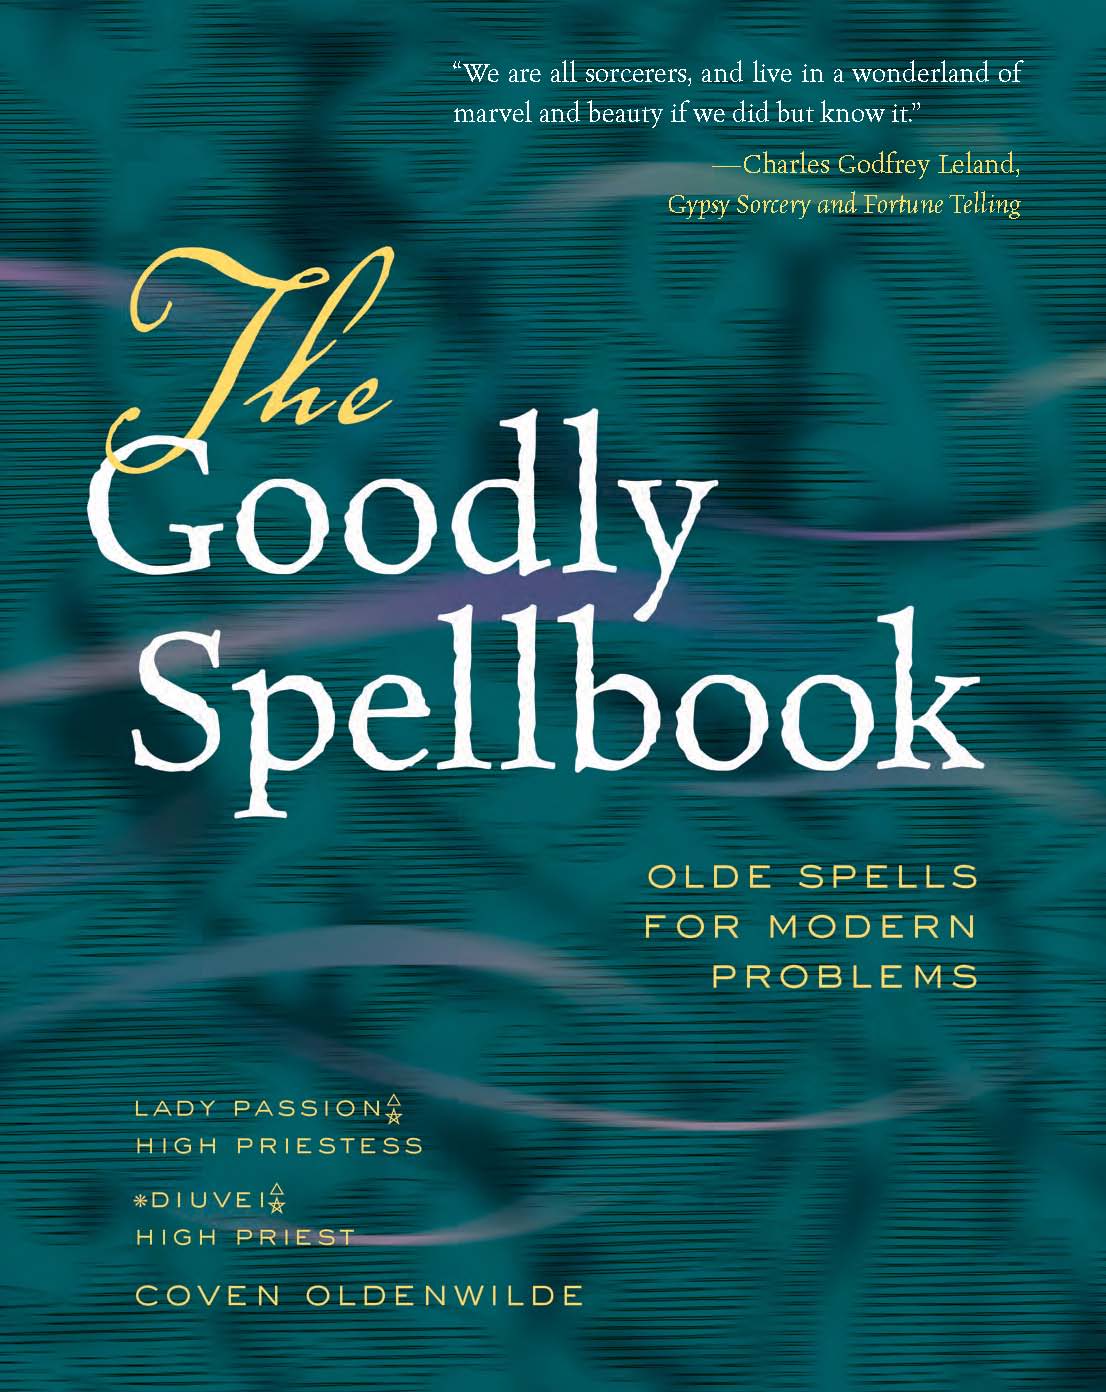 “We are all sorcerers, and live in a wonderland of
marvel and beauty if we did but know it.”
—Charles Godfrey Leland,
Gypsy Sorcery and Fortune Telling
The
Goodly
Spellbook
OLDE SPELLS
FOR MODERN
PROBLEMS
LADY PASSION
HIGH PRIESTESS
*DIUVEI
HIGH PRIEST
COVEN OLDENWILDE